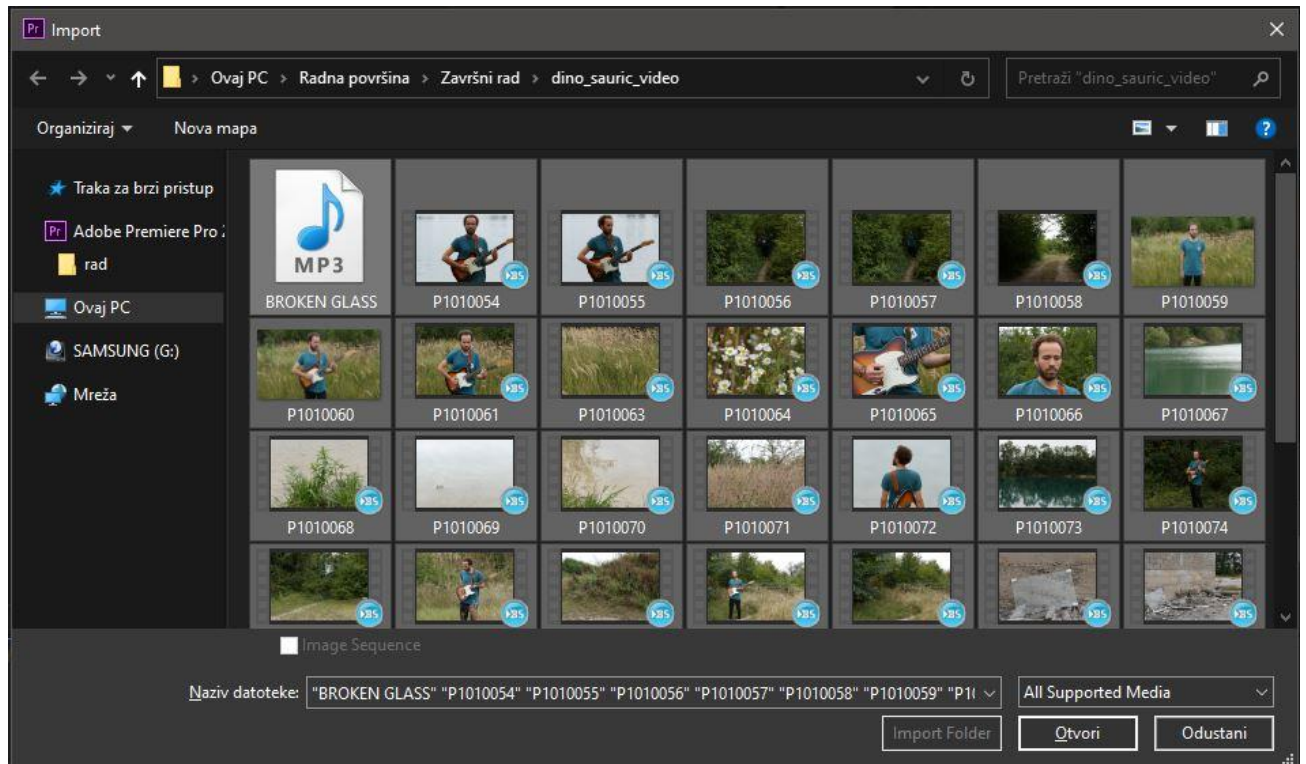 Pr Import
Ovaj PC > Radna površina > Završni rad > dino_sauric_video
Pretraži "dino_sauric_video"
Organiziraj Nova mapa
Traka za brzi pristup
Pr Adobe Premiere Pro
rad
Ovaj PC
SAMSUNG (G:)
Mreža
MP3
BROKEN GLASS P1010054 P1010055 P1010056 P1010057 P1010058 P1010059
P1010060 P1010061 P1010063 P1010064 P1010065 P1010066 P1010067
P1010068 P1010069 P1010070 P1010071 P1010072 P1010073 P1010074
Image Sequence
Naziv datoteke: "BROKEN GLASS" "P1010054" "P1010055" "P1010056" "P1010057" "P1010058" "P1010059" "P1(
All Supported Media
Import Folder Otvori Odustani